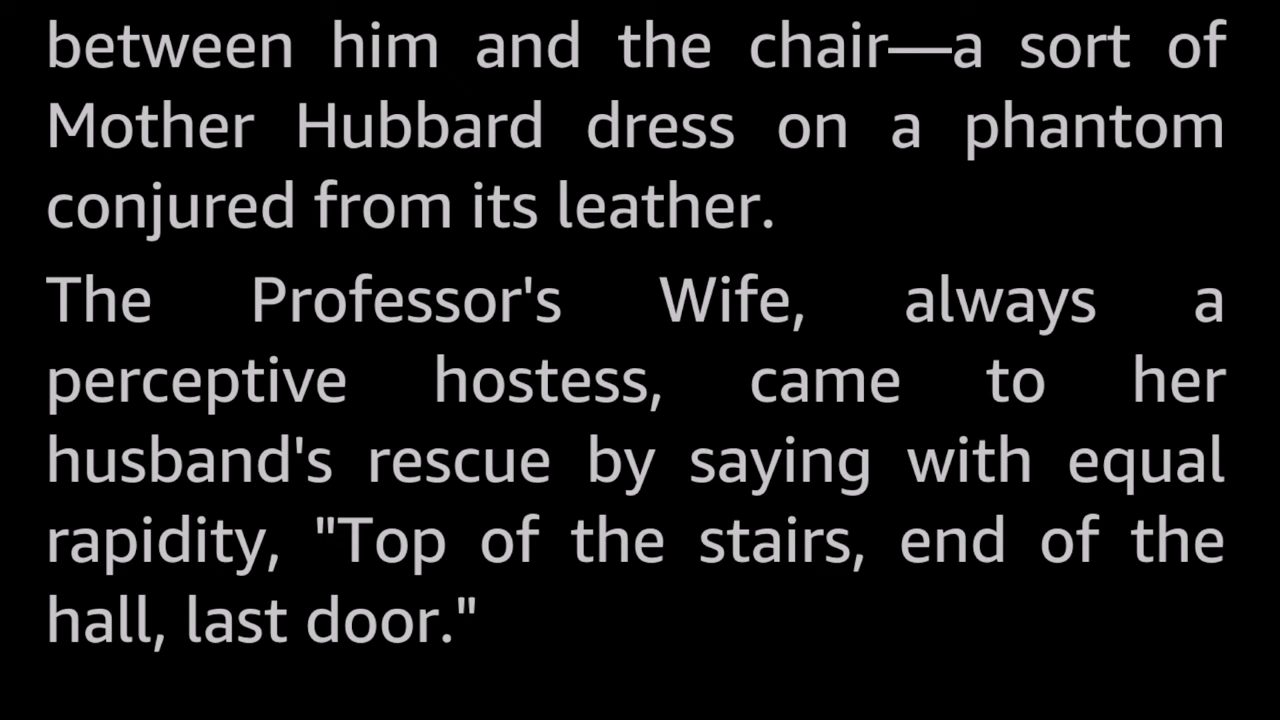 between him and the chair—a sort of
Mother Hubbard dress on a phantom
conjured from its leather.
The Professor's Wife, always a
perceptive hostess, came to her
husband's rescue by saying with equal
rapidity, "Top of the stairs, end of the
hall, last door."